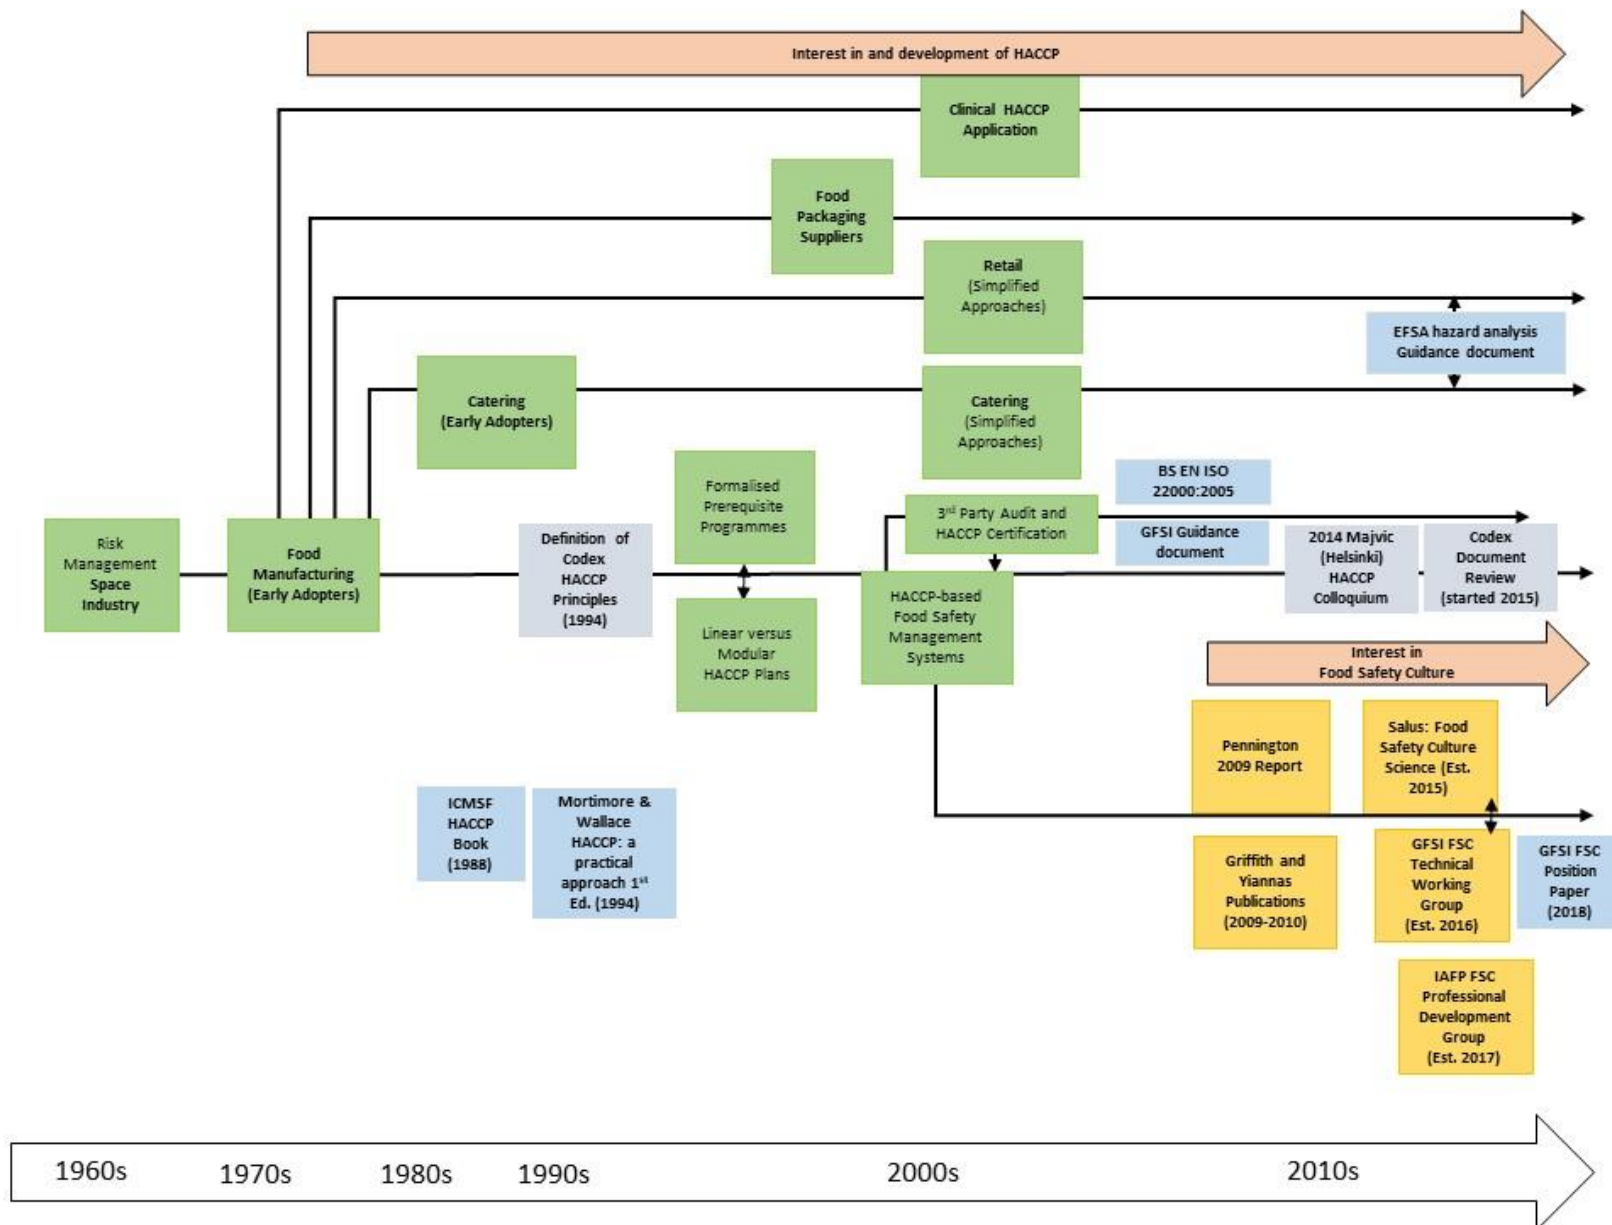 Interest in and development of HACCP
Clinical HACCP
Application
Food
Packaging
Suppliers
Retail
(Simplified
Approaches)
EFSA hazard analysis
Guidance document
Catering
(Early Adopters)
Catering
(Simplified
Approaches)
Formalised
Prerequisite
Programmes
BS EN ISO
22000:2005
3rd Party Audit and
HACCP Certification
GFSI Guidance
document
Risk
Management
Space
Industry
Food
Manufacturing
(Early Adopters)
Definition of
Codex
HACCP
Principles
(1994)
2014 Majvic
(Helsinki)
HACCP
Colloquium
Codex
Document
Review
(started 2015)
Linear versus
Modular
HACCP Plans
HACCP-based
Food Safety
Management
Systems
Interest in
Food Safety Culture
Pennington
2009 Report
Salus: Food
Safety Culture
Science (Est.
2015)
ICMSF
HACCP
Book
(1988)
Mortimore &
Wallace
HACCP: a
practical
approach 1st
Ed. (1994)
Griffith and
Yiannas
Publications
(2009-2010)
GFSI FSC
Technical
Working
Group
(Est. 2016)
GFSI FSC
Position
Paper
(2018)
IAFP FSC
Professional
Development
Group
(Est. 2017)
1960s
1970s
1980s
1990s
2000s
2010s